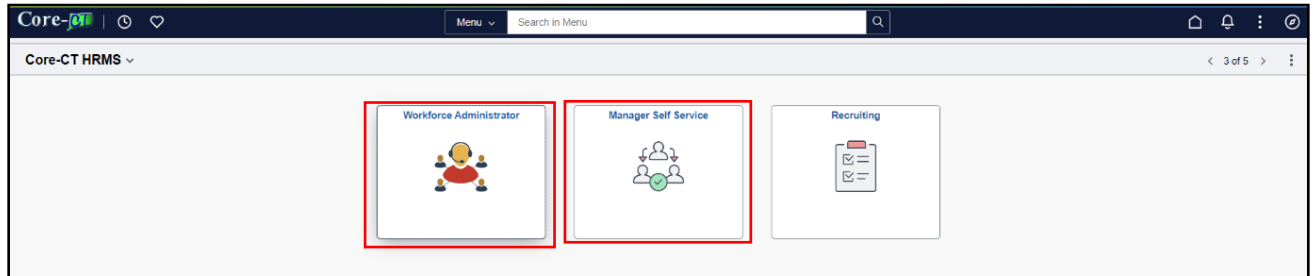 Core-CT
Menu
Search in Menu
Core-CT HRMS
3 of 5
Workforce Administrator
Manager Self Service
Recruiting